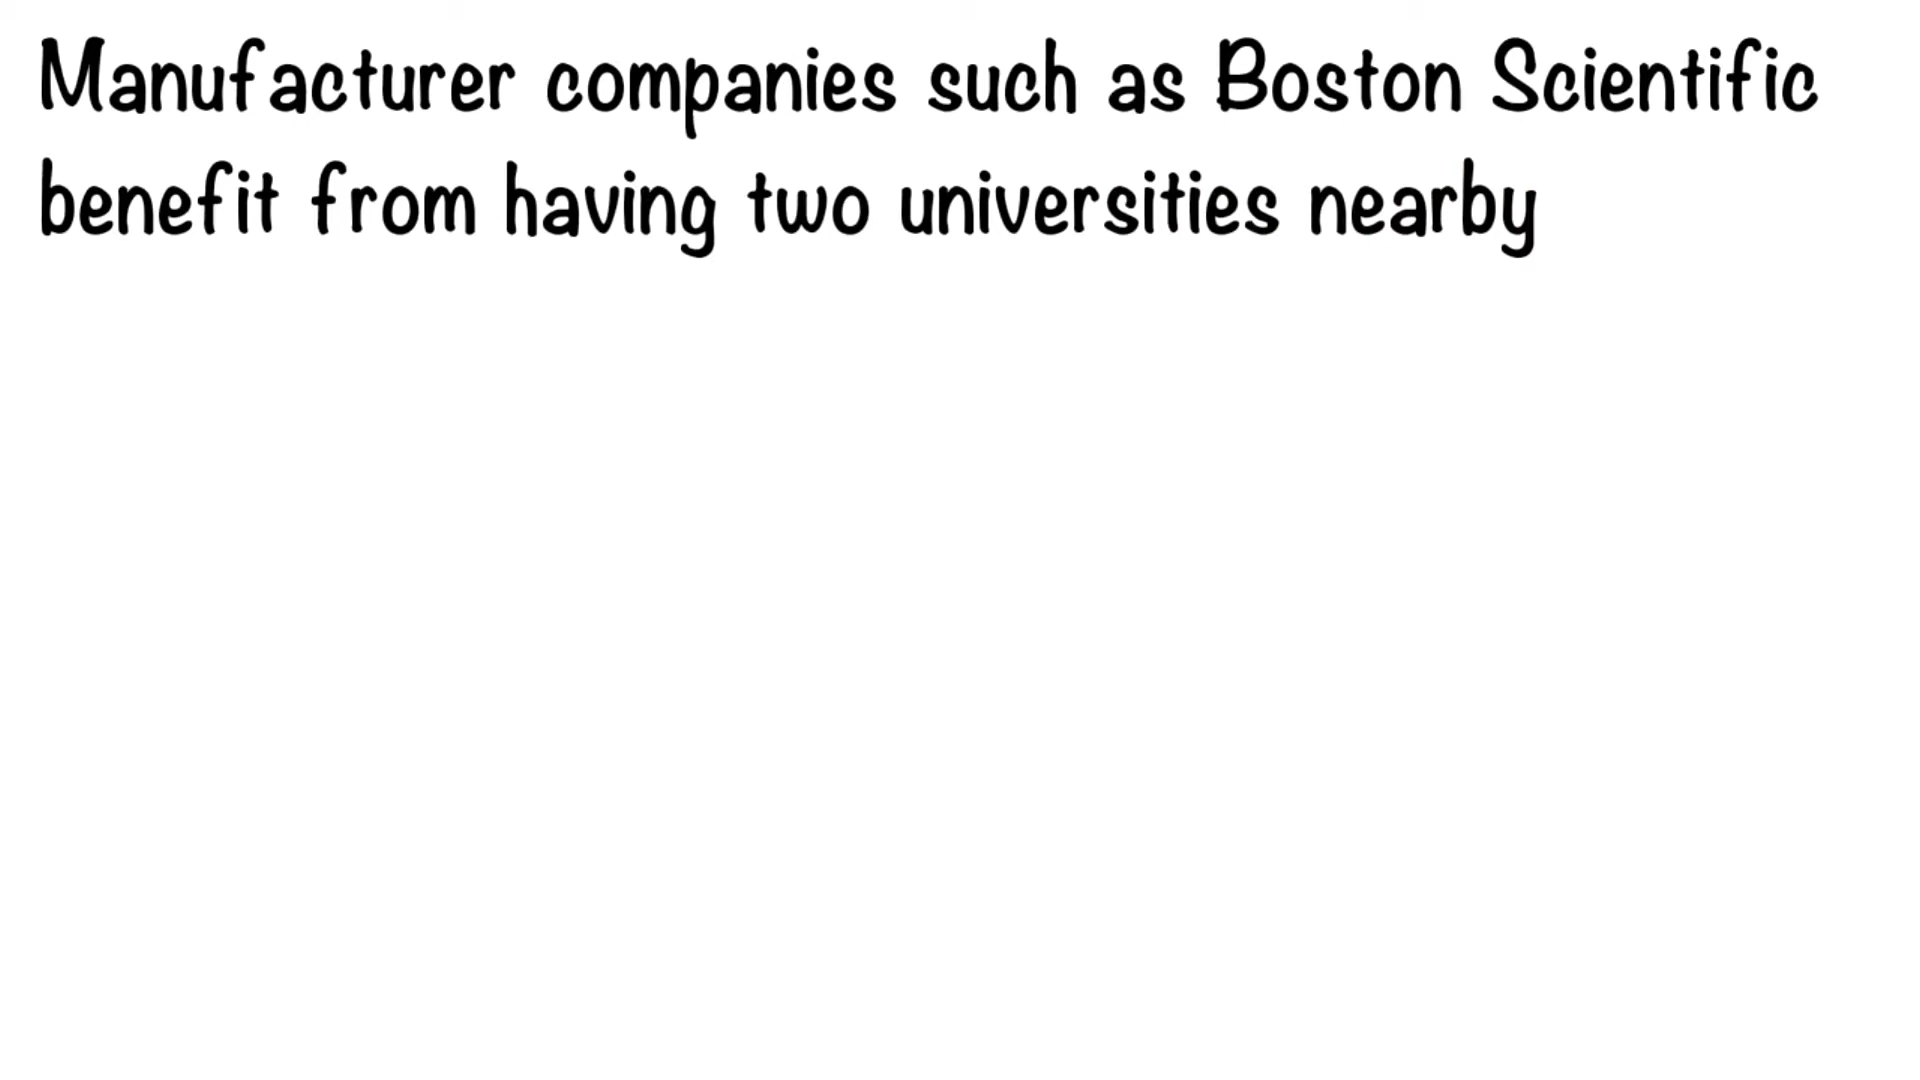 Manufacturer companies such as Boston Scientific
benefit from having two universities nearby